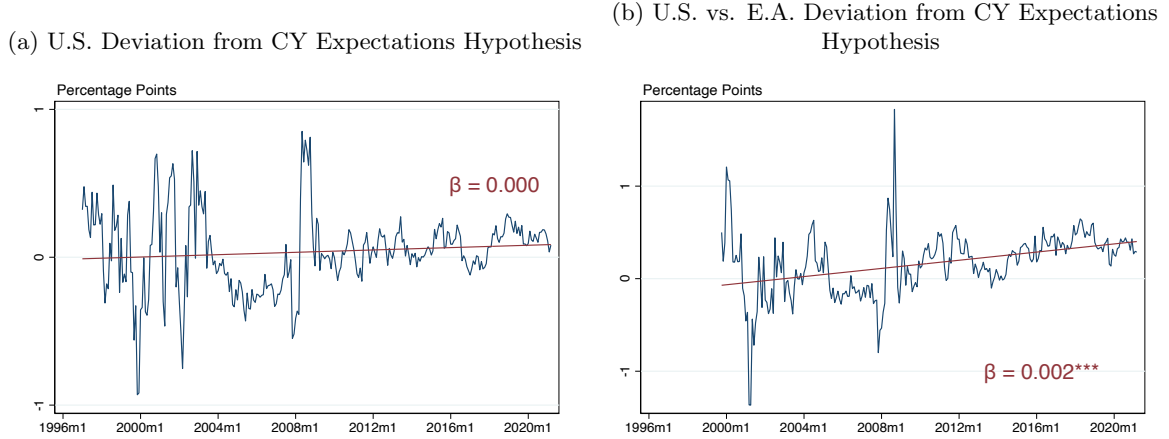 (a) U.S. Deviation from CY Expectations Hypothesis
Percentage Points
1
0
-1
β = 0.000
1996m1 2000m1 2004m1 2008m1 2012m1 2016m1 2020m1
(b) U.S. vs. E.A. Deviation from CY Expectations
Hypothesis
Percentage Points
1
0
-1
β = 0.002***
1996m1 2000m1 2004m1 2008m1 2012m1 2016m1 2020m1